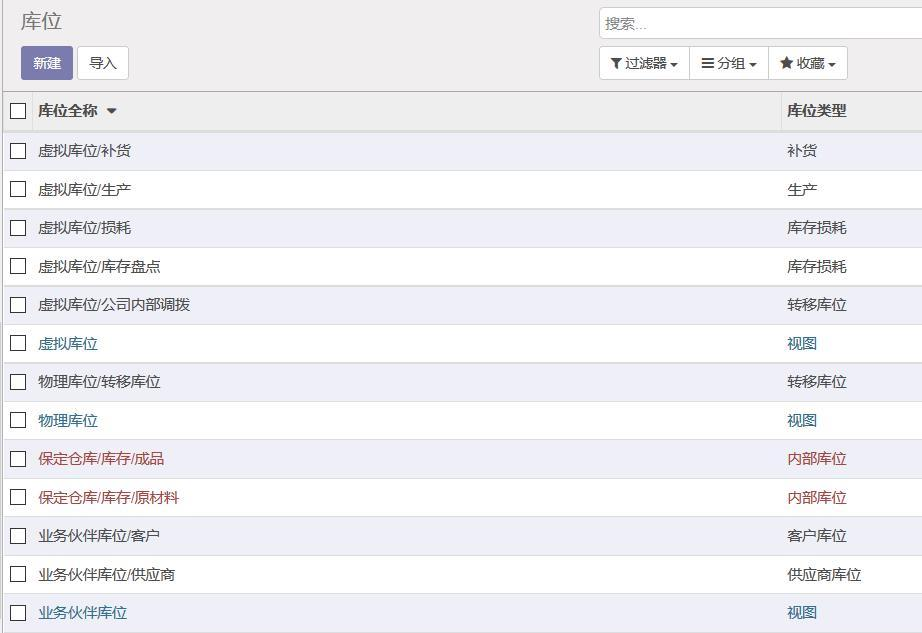 库位
搜索...
新建 导入 过滤器 分组 收藏
库位全称 库位类型
虚拟库位/补货 补货
虚拟库位/生产 生产
虚拟库位/损耗 库存损耗
虚拟库位/库存盘点 库存损耗
虚拟库位/公司内部调拨 转移库位
虚拟库位 视图
物理库位/转移库位 转移库位
物理库位 视图
保定仓库/库存/成品 内部库位
保定仓库/库存/原材料 内部库位
业务伙伴库位/客户 客户库位
业务伙伴库位/供应商 供应商库位
业务伙伴库位 视图